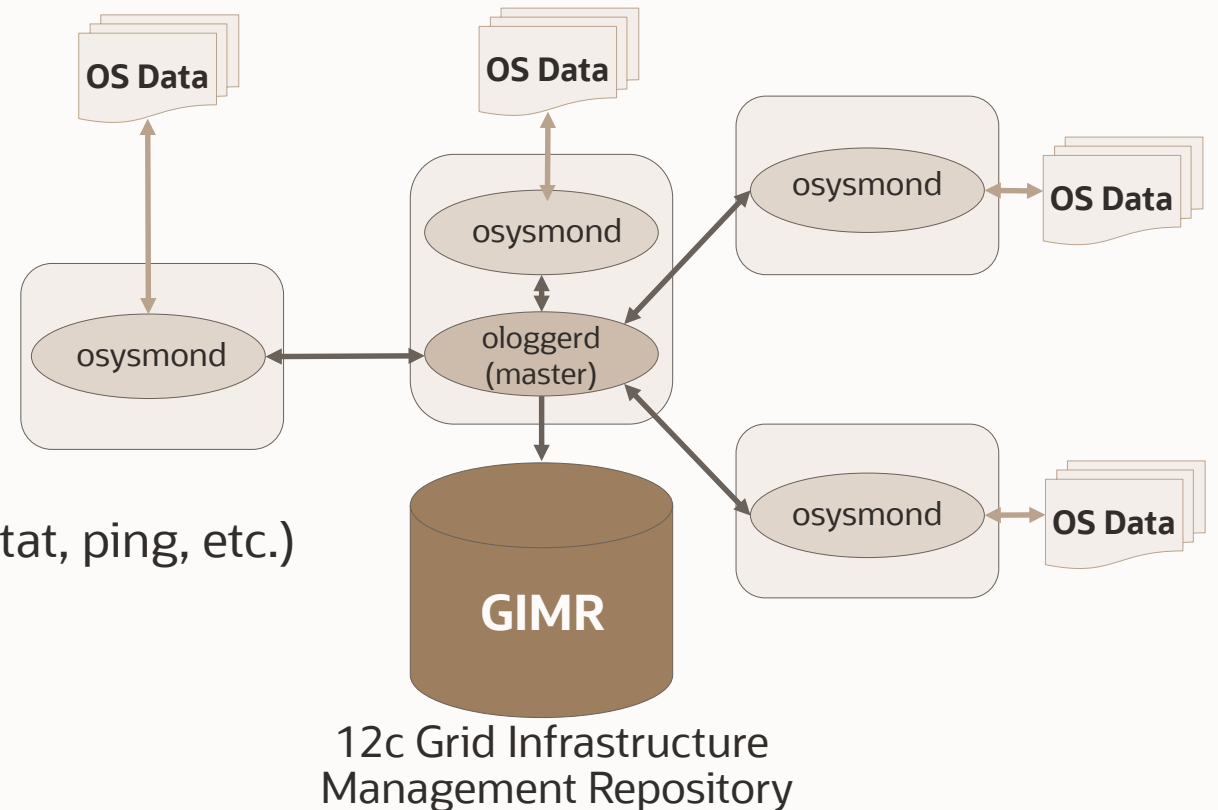 OS Data
OS Data
osysmond
OS Data
osysmond
osysmond
ologgerd
(master)
osysmond
OS Data
tat, ping, etc.)
GIMR
12c Grid Infrastructure
Management Repository